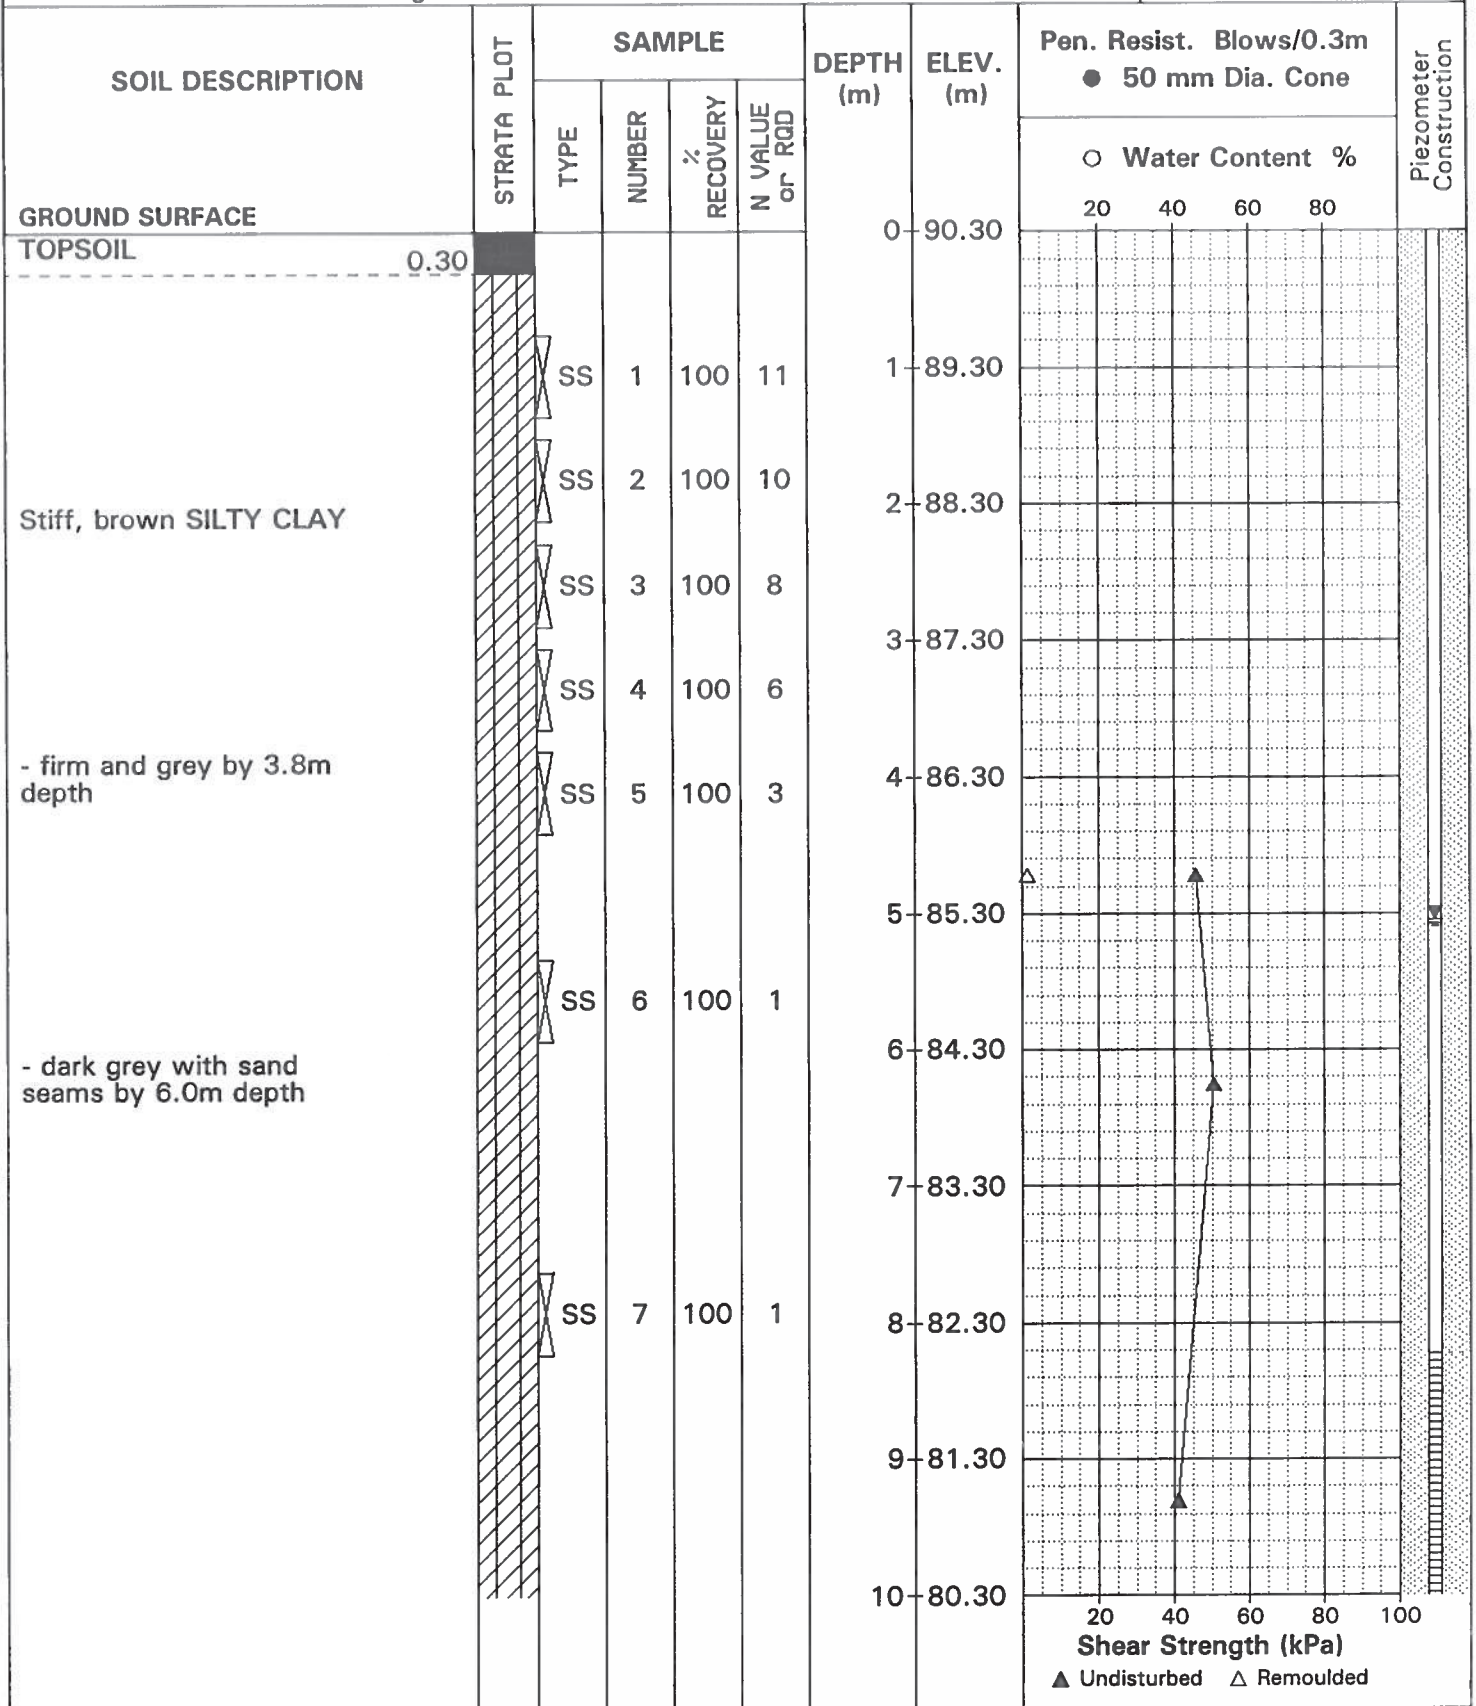 SOIL DESCRIPTION
STRATA PLOT
SAMPLE
TYPE
NUMBER
% RECOVERY
N VALUE or RQD
DEPTH (m)
ELEV. (m)
Pen. Resist. Blows/0.3m
● 50 mm Dia. Cone
○ Water Content %
20 40 60 80
Piezometer Construction
GROUND SURFACE
0 90.30
TOPSOIL
0.30
SS 1 100 11
1 89.30
SS 2 100 10
2 88.30
Stiff, brown SILTY CLAY
SS 3 100 8
3 87.30
SS 4 100 6
- firm and grey by 3.8m
depth
4 86.30
SS 5 100 3
5 85.30
SS 6 100 1
6 84.30
- dark grey with sand
seams by 6.0m depth
7 83.30
SS 7 100 1
8 82.30
9 81.30
10 80.30
20 40 60 80 100
Shear Strength (kPa)
▲ Undisturbed △ Remoulded